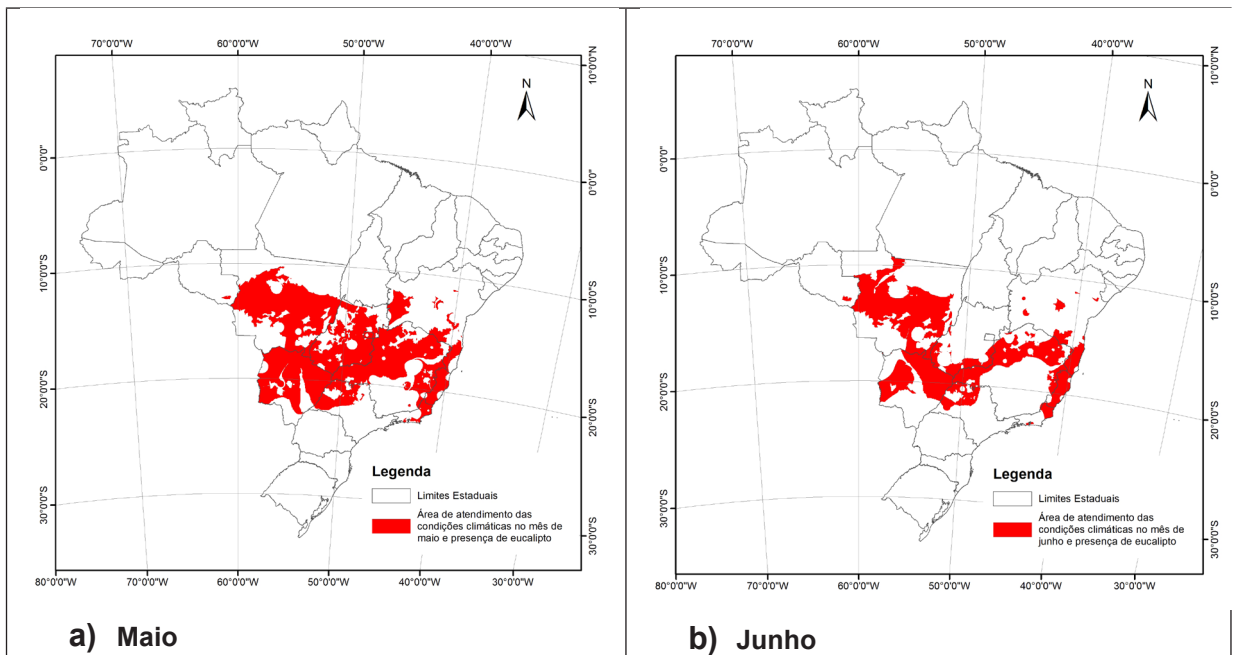 70°0'0"W 60°0'0"W 50°0'0"W 40°0'0"W
10°0'0"N
N
0°0'0"
0°0'0"
10°0'0"S
10°0'0"S
20°0'0"S
20°0'0"S
30°0'0"S
30°0'0"S
Legenda
Limites Estaduais
Área de atendimento das
condições climáticas no mês de
maio e presença de eucalipto
80°0'0"W 70°0'0"W 60°0'0"W 50°0'0"W 40°0'0"W 30°0'0"W
a) Maio
70°0'0"W 60°0'0"W 50°0'0"W 40°0'0"W
10°0'0"N
N
0°0'0"
0°0'0"
10°0'0"S
10°0'0"S
20°0'0"S
20°0'0"S
30°0'0"S
30°0'0"S
Legenda
Limites Estaduais
Área de atendimento das
condições climáticas no mês de
junho e presença de eucalipto
80°0'0"W 70°0'0"W 60°0'0"W 50°0'0"W 40°0'0"W 30°0'0"W
b) Junho